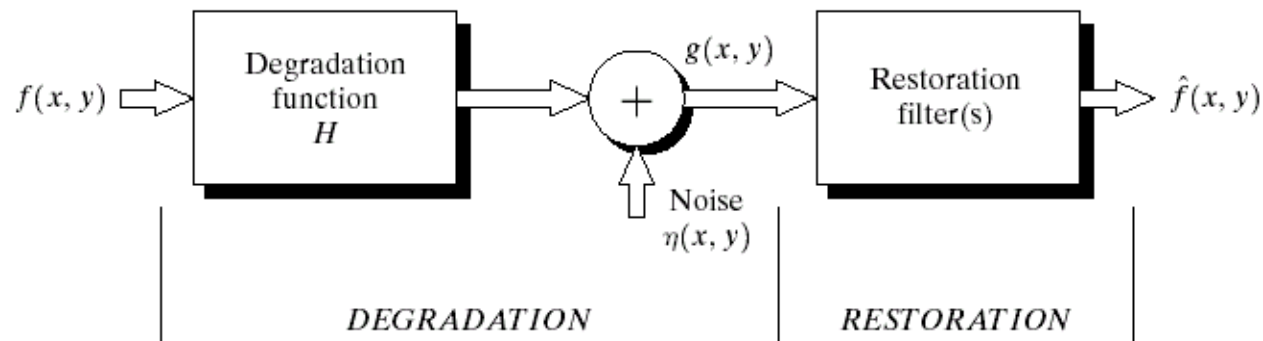 f(x, y)
Degradation
function
H
+
g(x, y)
Noise
η(x, y)
Restoration
filter(s)
f̂(x, y)
DEGRADATION
RESTORATION